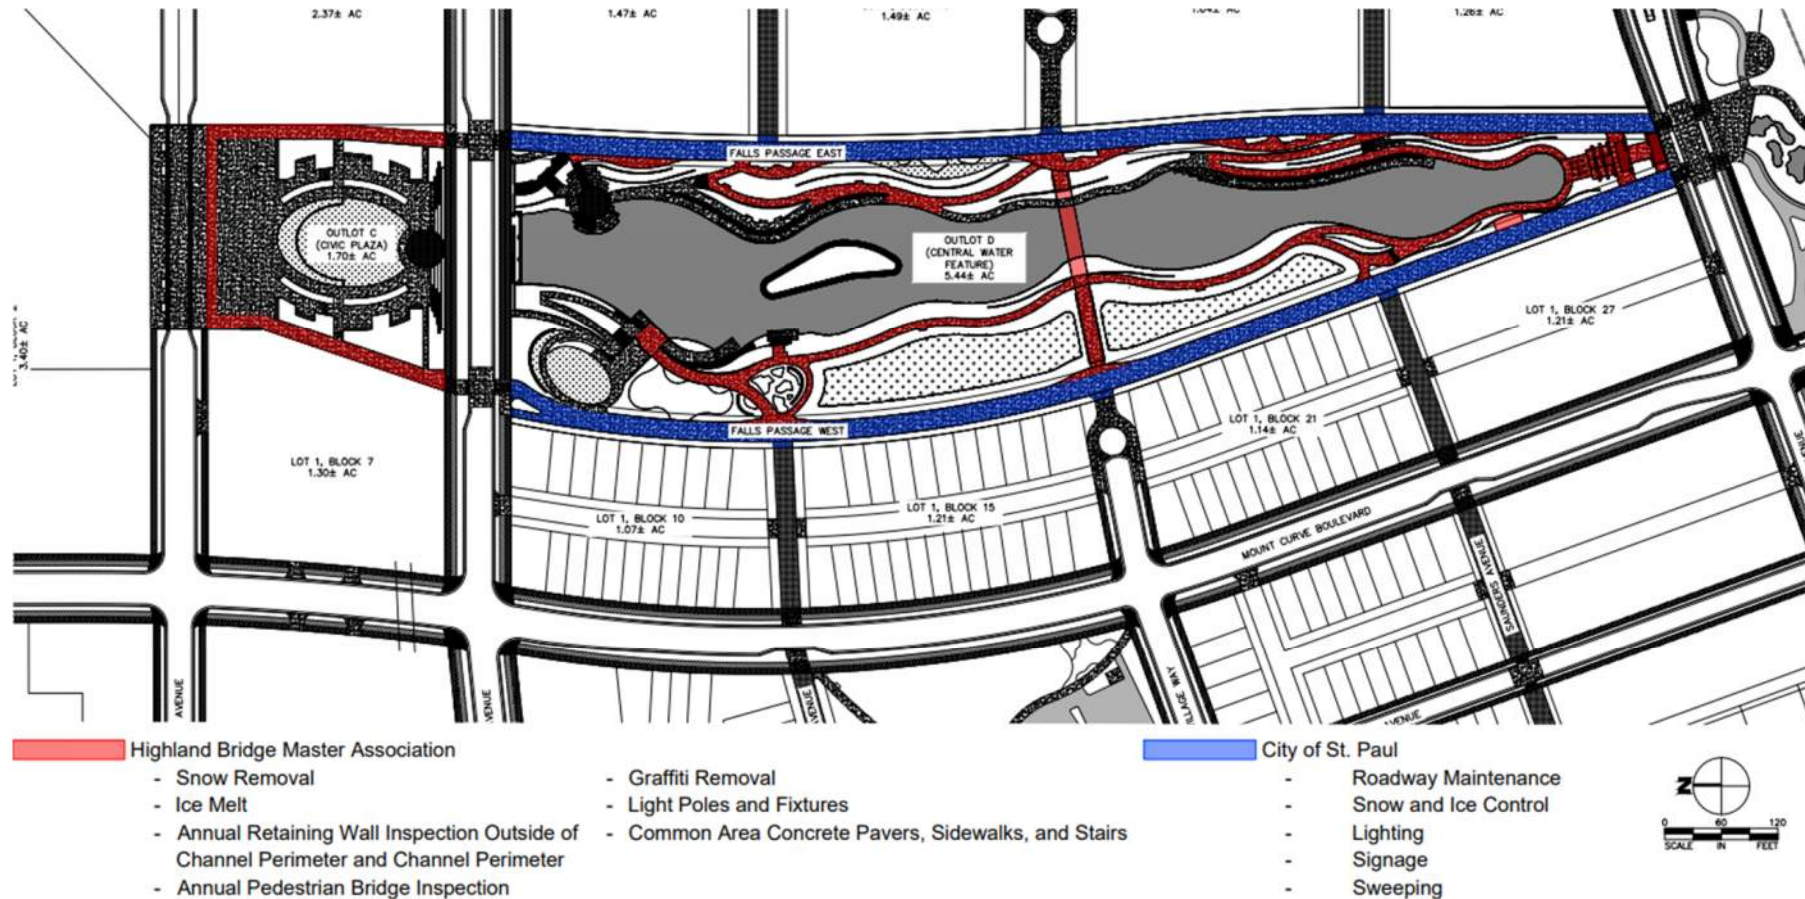 2.37± AC
1.47± AC
1.49± AC
1.26± AC
FALLS PASSAGE EAST
OUTLOT C
(CIVIC PLAZA)
1.70± AC
OUTLOT D
(CENTRAL WATER
FEATURE)
5.44± AC
3.40± AC
LOT 1, BLOCK 27
1.21± AC
LOT 1, BLOCK 21
1.14± AC
FALLS PASSAGE WEST
LOT 1, BLOCK 7
1.30± AC
LOT 1, BLOCK 10
1.07± AC
LOT 1, BLOCK 15
1.21± AC
MOUNT CURVE BOULEVARD
SAUNDERS AVENUE
AVENUE
AVENUE
VENUE
ILLAGE WAY
AVENUE
ENUE
Highland Bridge Master Association
- Snow Removal
- Ice Melt
- Annual Retaining Wall Inspection Outside of
Channel Perimeter and Channel Perimeter
- Annual Pedestrian Bridge Inspection
- Graffiti Removal
- Light Poles and Fixtures
- Common Area Concrete Pavers, Sidewalks, and Stairs
City of St. Paul
- Roadway Maintenance
- Snow and Ice Control
- Lighting
- Signage
- Sweeping
N
0 60 120
SCALE IN FEET